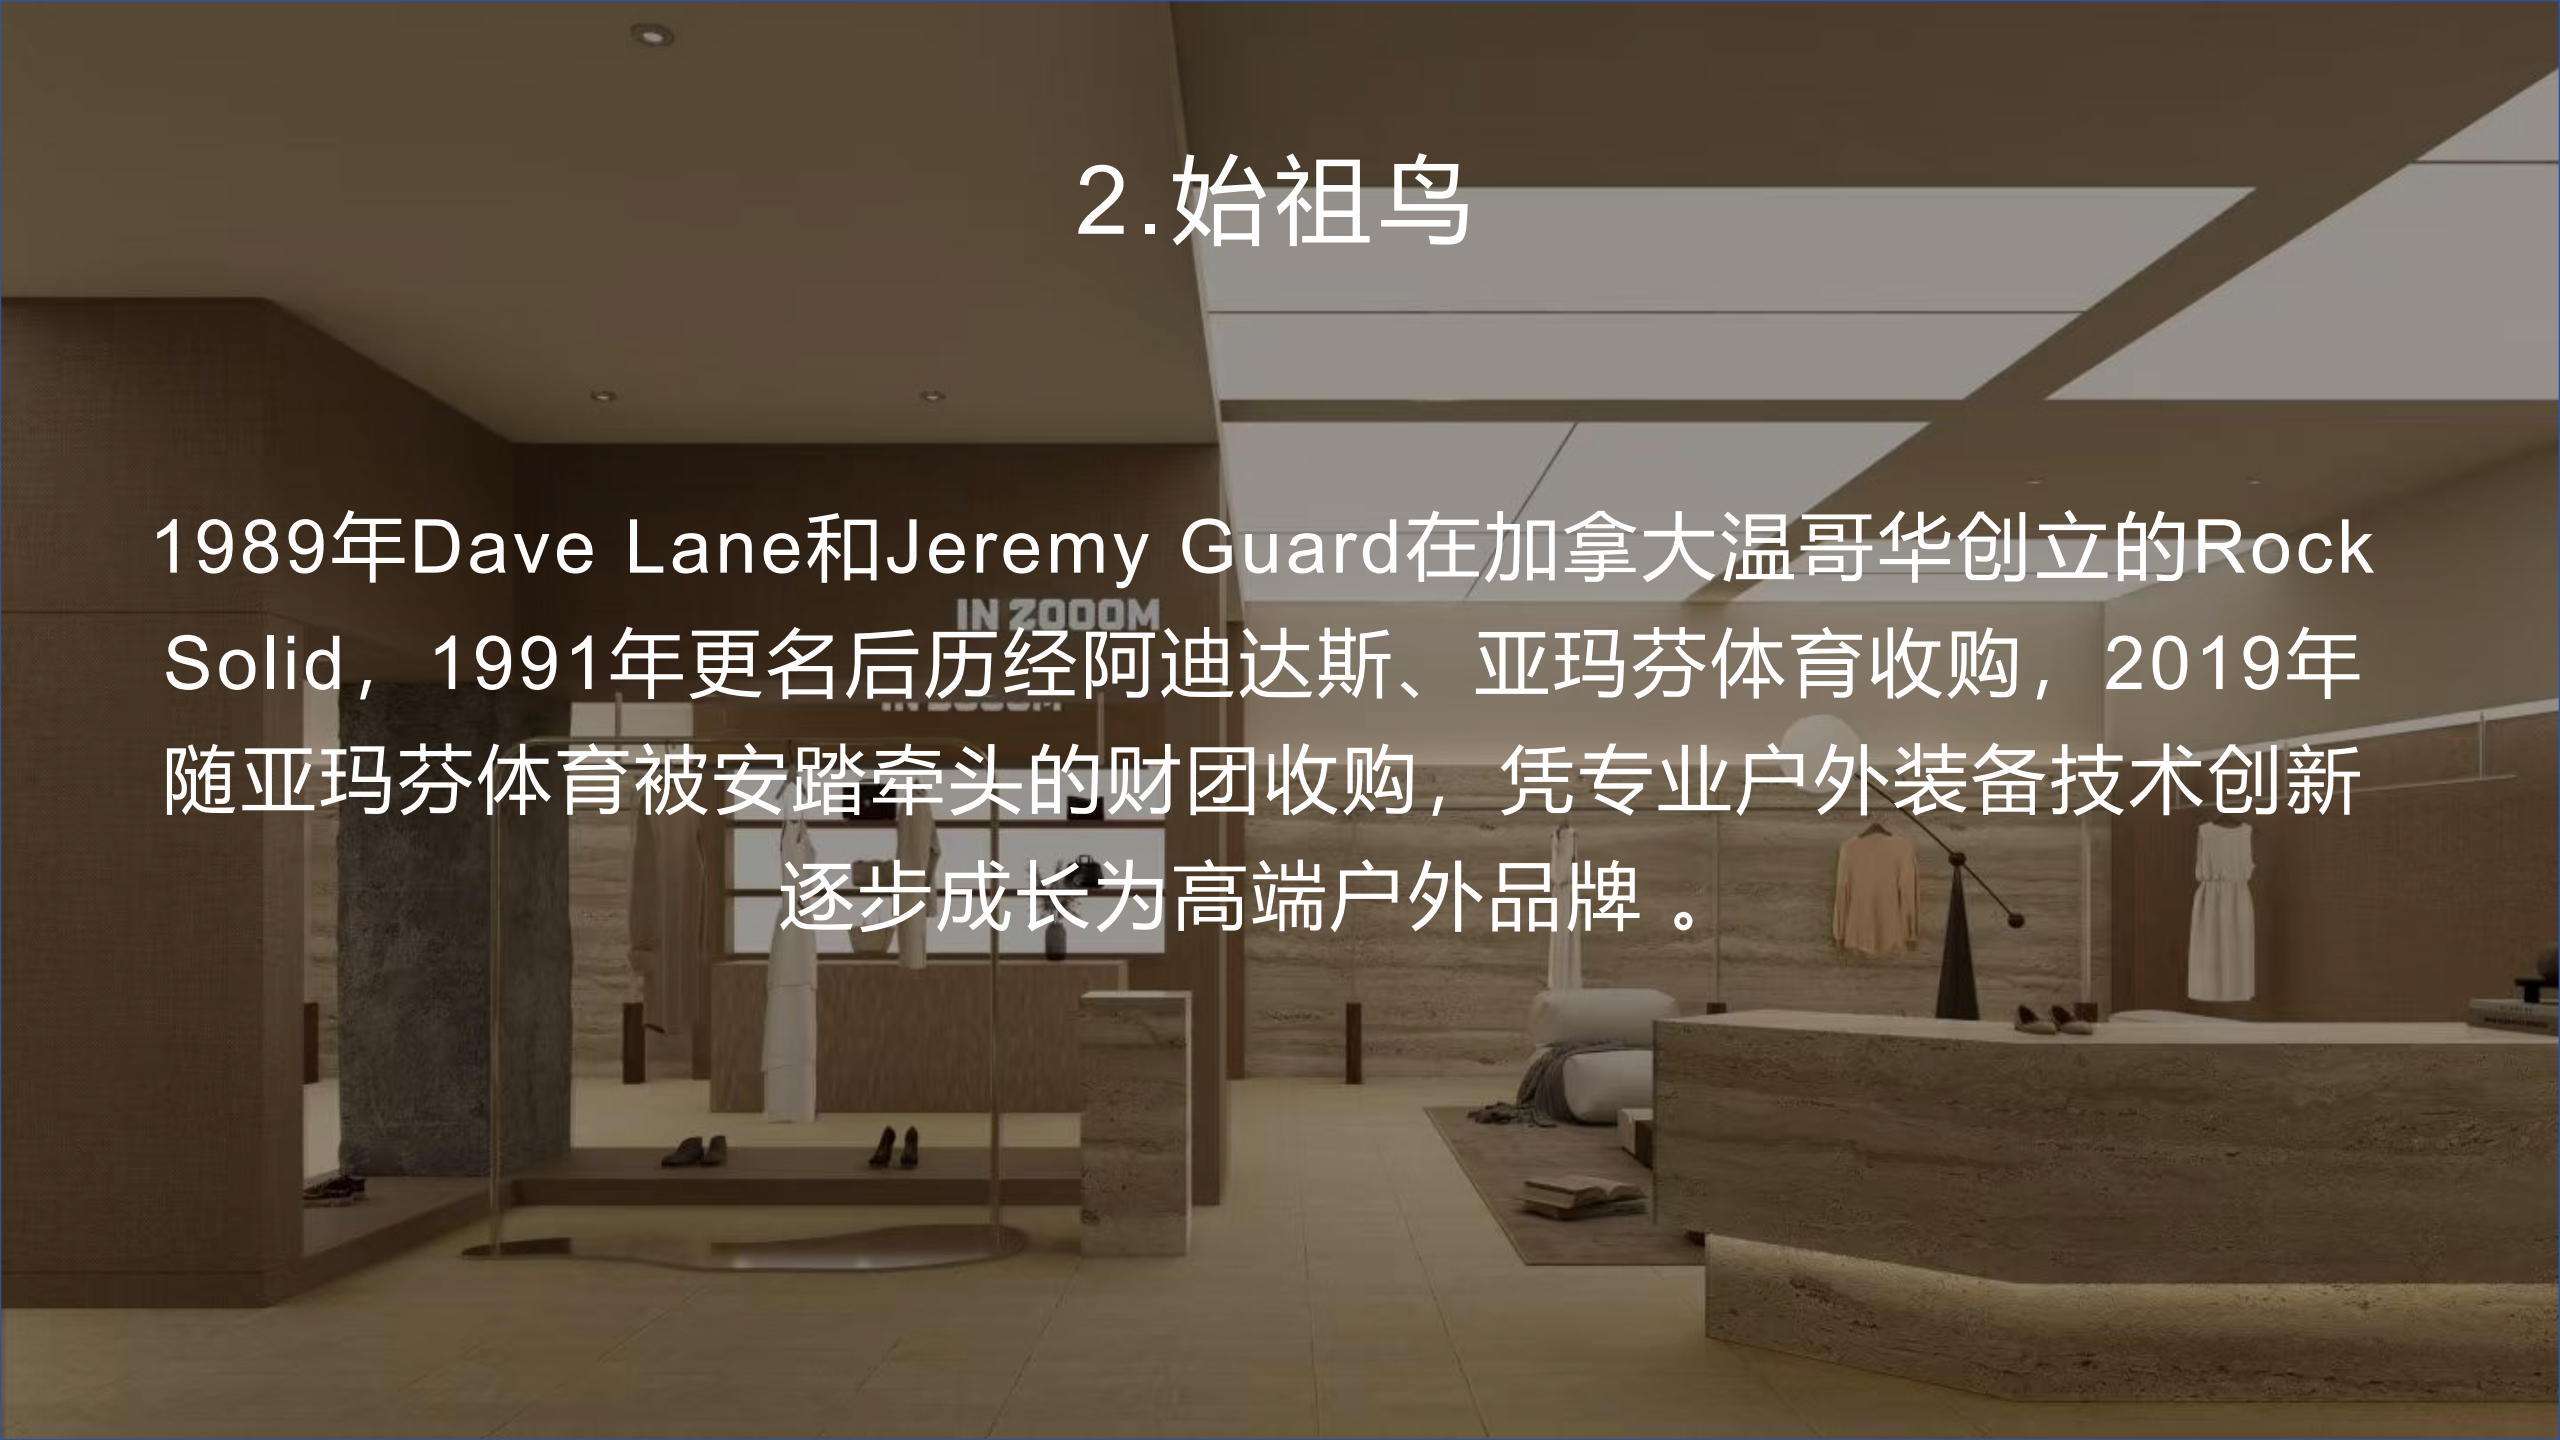 2.始祖鸟
1989年Dave Lane和Jeremy Guard在加拿大温哥华创立的Rock
IN ZOOOM
Solid，1991年更名后历经阿迪达斯、亚玛芬体育收购，2019年
IN ZOOOM
随亚玛芬体育被安踏牵头的财团收购，凭专业户外装备技术创新
逐步成长为高端户外品牌 。